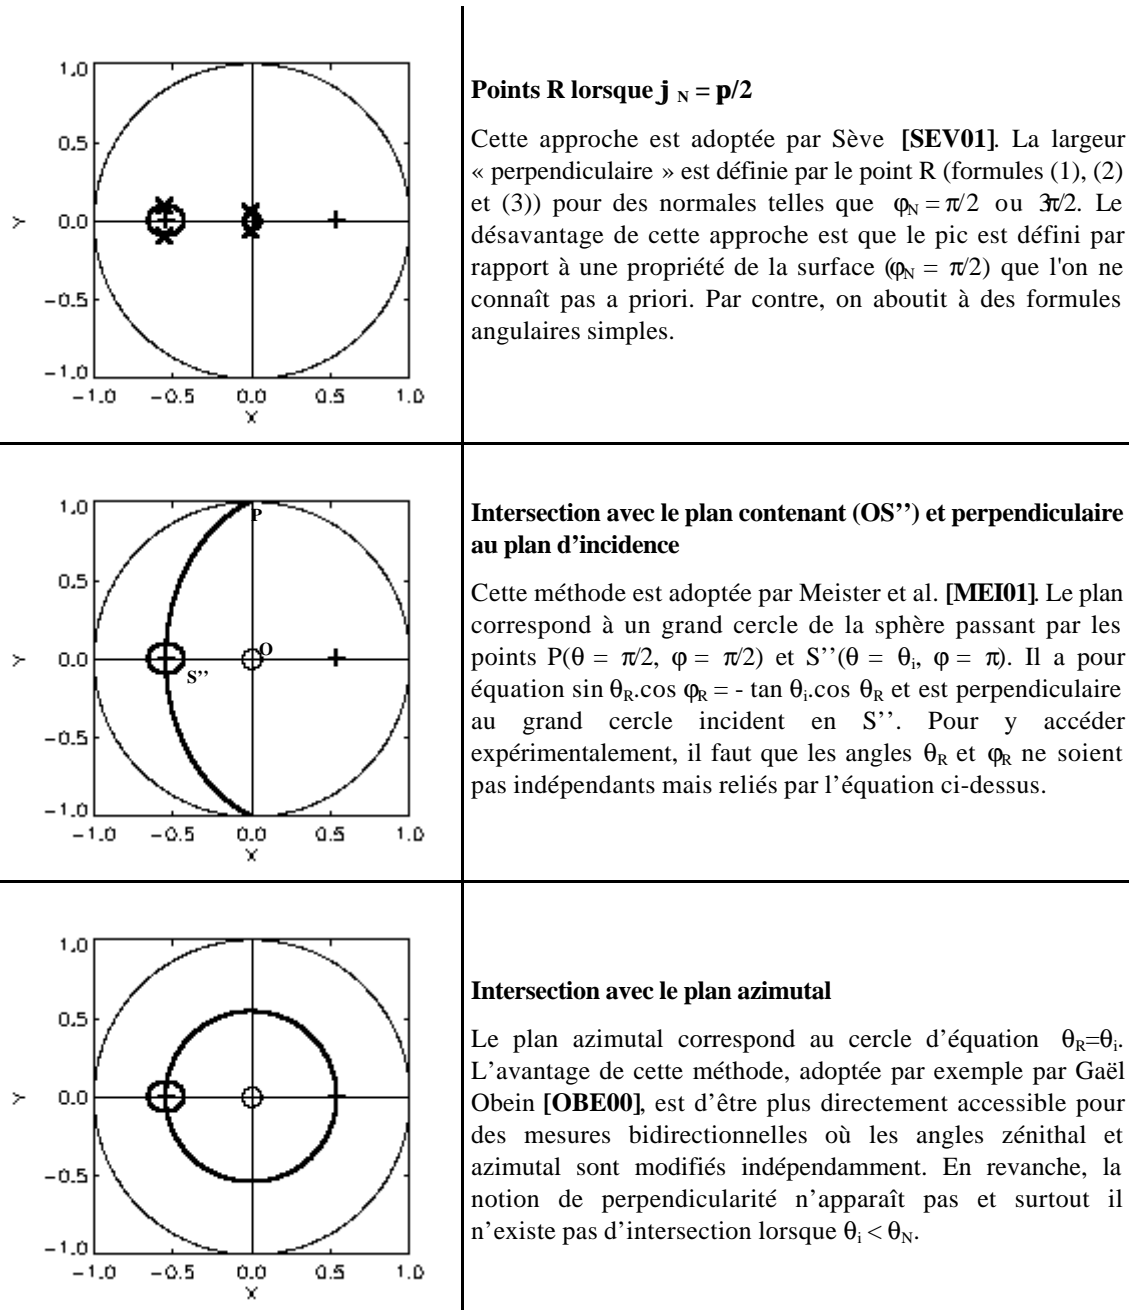 1.0
0.5
0.0
−0.5
−1.0
Y
−1.0 −0.5 0.0 0.5 1.0
X
Points R lorsque j N = p/2
Cette approche est adoptée par Sève [SEV01]. La largeur
« perpendiculaire » est définie par le point R (formules (1), (2)
et (3)) pour des normales telles que φN = π/2 ou 3π/2. Le
désavantage de cette approche est que le pic est défini par
rapport à une propriété de la surface (φN = π/2) que l'on ne
connaît pas a priori. Par contre, on aboutit à des formules
angulaires simples.
1.0
0.5
0.0
−0.5
−1.0
Y
P
O
S’’
−1.0 −0.5 0.0 0.5 1.0
X
Intersection avec le plan contenant (OS’’) et perpendiculaire
au plan d’incidence
Cette méthode est adoptée par Meister et al. [MEI01]. Le plan
correspond à un grand cercle de la sphère passant par les
points P(θ = π/2, φ = π/2) et S’’(θ = θi, φ = π). Il a pour
équation sin θR.cos φR = - tan θi.cos θR et est perpendiculaire
au grand cercle incident en S’’. Pour y accéder
expérimentalement, il faut que les angles θR et φR ne soient
pas indépendants mais reliés par l’équation ci-dessus.
1.0
0.5
0.0
−0.5
−1.0
Y
−1.0 −0.5 0.0 0.5 1.0
X
Intersection avec le plan azimutal
Le plan azimutal correspond au cercle d’équation θR=θi.
L’avantage de cette méthode, adoptée par exemple par Gaël
Obein [OBE00], est d’être plus directement accessible pour
des mesures bidirectionnelles où les angles zénithal et
azimutal sont modifiés indépendamment. En revanche, la
notion de perpendicularité n’apparaît pas et surtout il
n’existe pas d’intersection lorsque θi < θN.